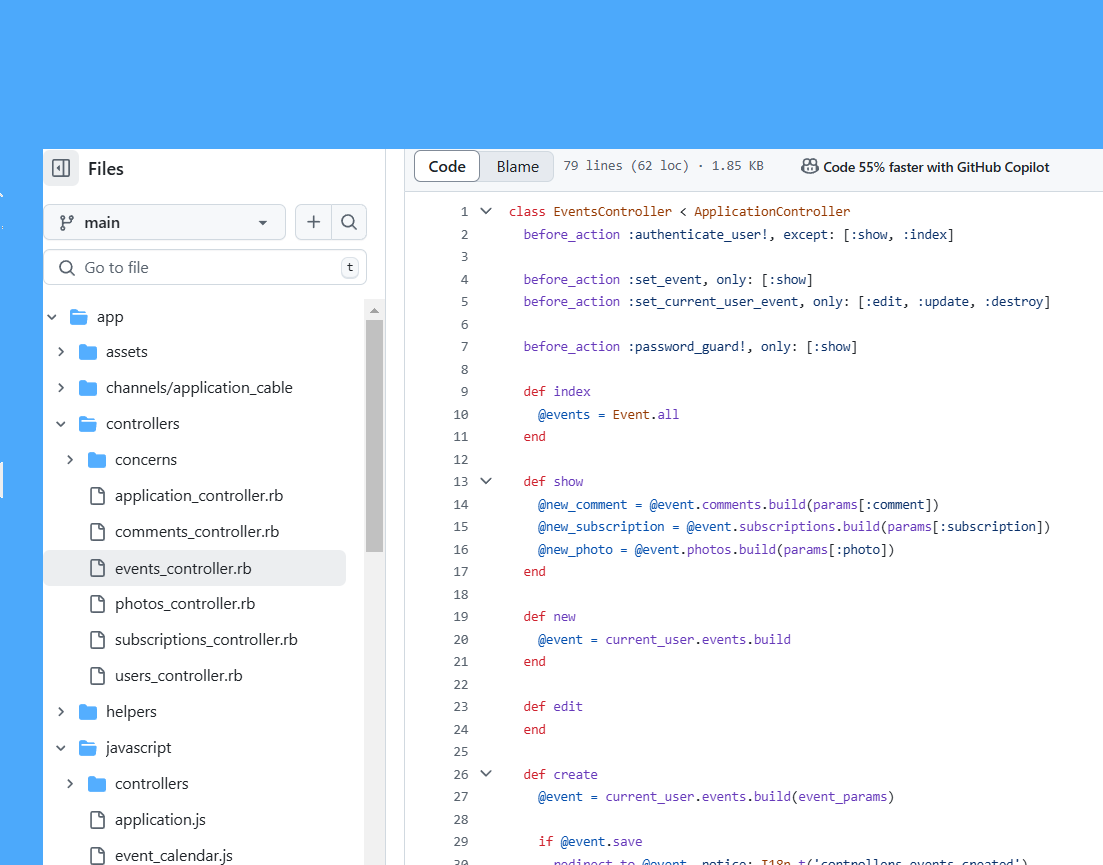 Files
main
Go to file
t
app
assets
channels/application_cable
controllers
concerns
application_controller.rb
comments_controller.rb
events_controller.rb
photos_controller.rb
subscriptions_controller.rb
users_controller.rb
helpers
javascript
controllers
application.js
event_calendar.js
Code Blame 79 lines (62 loc) · 1.85 KB Code 55% faster with GitHub Copilot
1 class EventsController < ApplicationController
2 before_action :authenticate_user!, except: [:show, :index]
3
4 before_action :set_event, only: [:show]
5 before_action :set_current_user_event, only: [:edit, :update, :destroy]
6
7 before_action :password_guard!, only: [:show]
8
9 def index
10 @events = Event.all
11 end
12
13 def show
14 @new_comment = @event.comments.build(params[:comment])
15 @new_subscription = @event.subscriptions.build(params[:subscription])
16 @new_photo = @event.photos.build(params[:photo])
17 end
18
19 def new
20 @event = current_user.events.build
21 end
22
23 def edit
24 end
25
26 def create
27 @event = current_user.events.build(event_params)
28
29 if @event.save
30 redirect_to @event, notice: I18n.t('controllers.events.created')